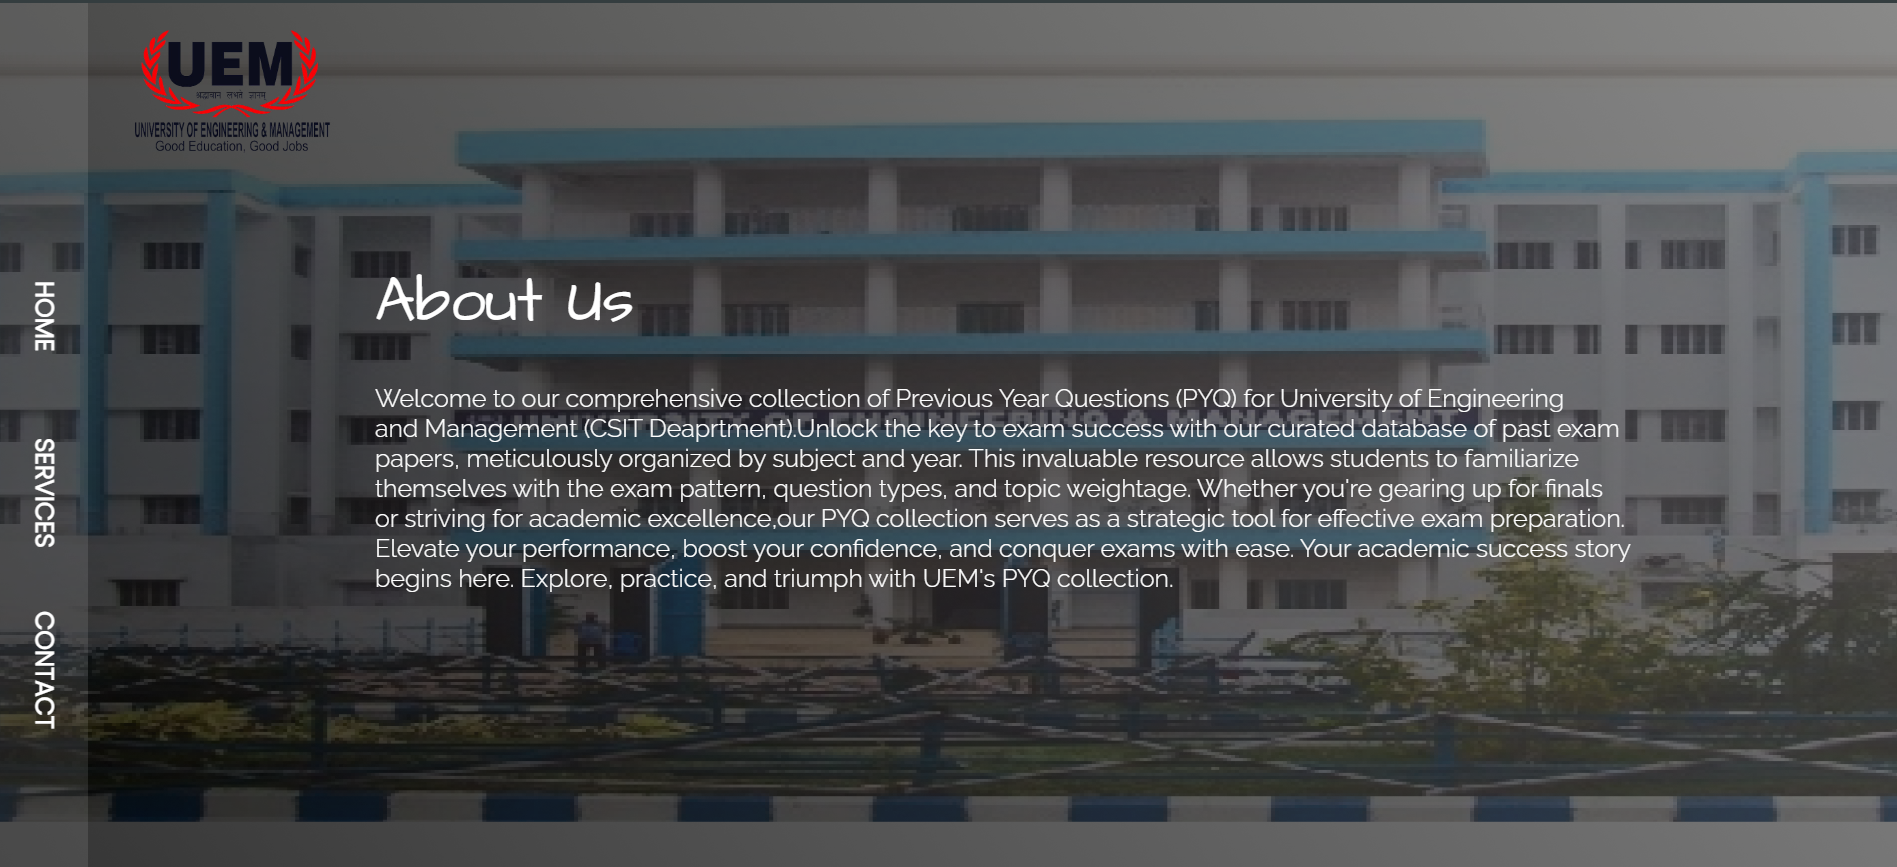 UEM
UNIVERSITY OF ENGINEERING & MANAGEMENT
Good Education, Good Jobs
HOME
SERVICES
CONTACT
About Us
Welcome to our comprehensive collection of Previous Year Questions (PYQ) for University of Engineering
and Management (CSIT Deaprtment).Unlock the key to exam success with our curated database of past exam
papers, meticulously organized by subject and year. This invaluable resource allows students to familiarize
themselves with the exam pattern, question types, and topic weightage. Whether you're gearing up for finals
or striving for academic excellence,our PYQ collection serves as a strategic tool for effective exam preparation.
Elevate your performance, boost your confidence, and conquer exams with ease. Your academic success story
begins here. Explore, practice, and triumph with UEM's PYQ collection.
UNIVERSITY OF ENGINEERING & MANAGEMENT